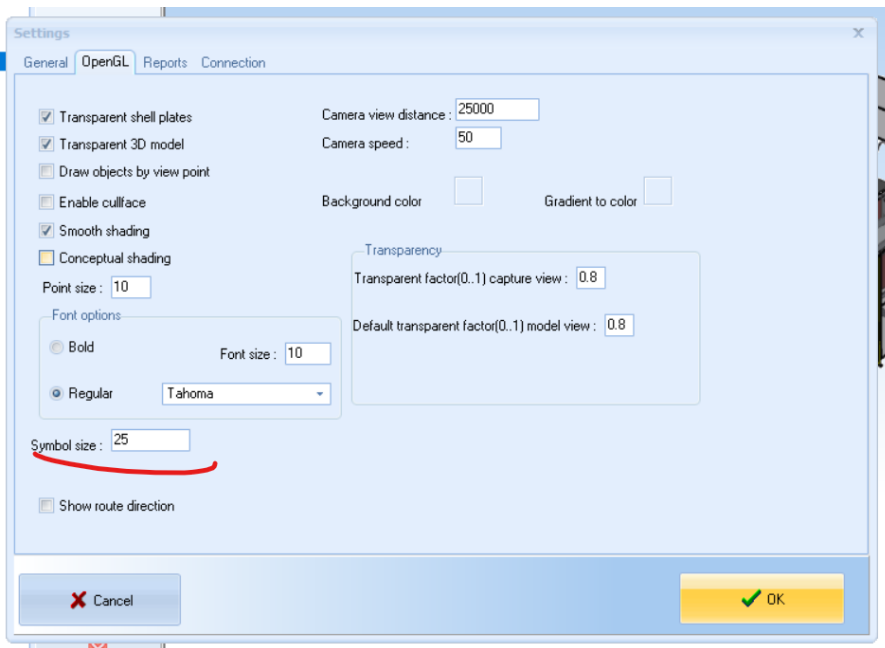 Settings
General OpenGL Reports Connection
Transparent shell plates
Camera view distance : 25000
Transparent 3D model
Camera speed : 50
Draw objects by view point
Enable cullface
Background color Gradient to color
Smooth shading
Conceptual shading
Transparency
Transparent factor(0..1) capture view : 0.8
Point size : 10
Font options
Default transparent factor(0..1) model view : 0.8
Bold
Font size : 10
Regular Tahoma
Symbol size : 25
Show route direction
Cancel OK